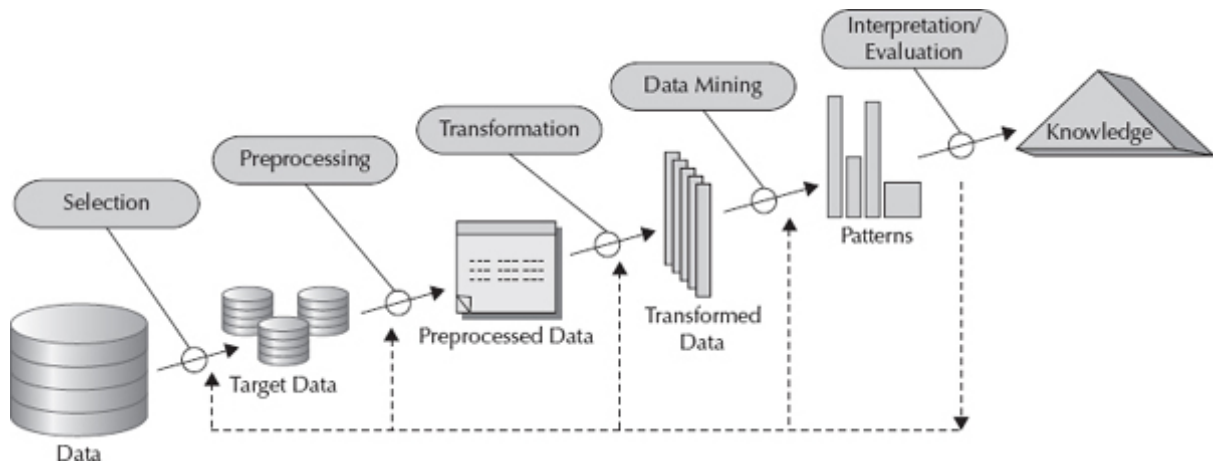 Interpretation/
Evaluation
Data Mining
Transformation
Preprocessing
Selection
Knowledge
Patterns
Transformed
Data
Preprocessed Data
Target Data
Data